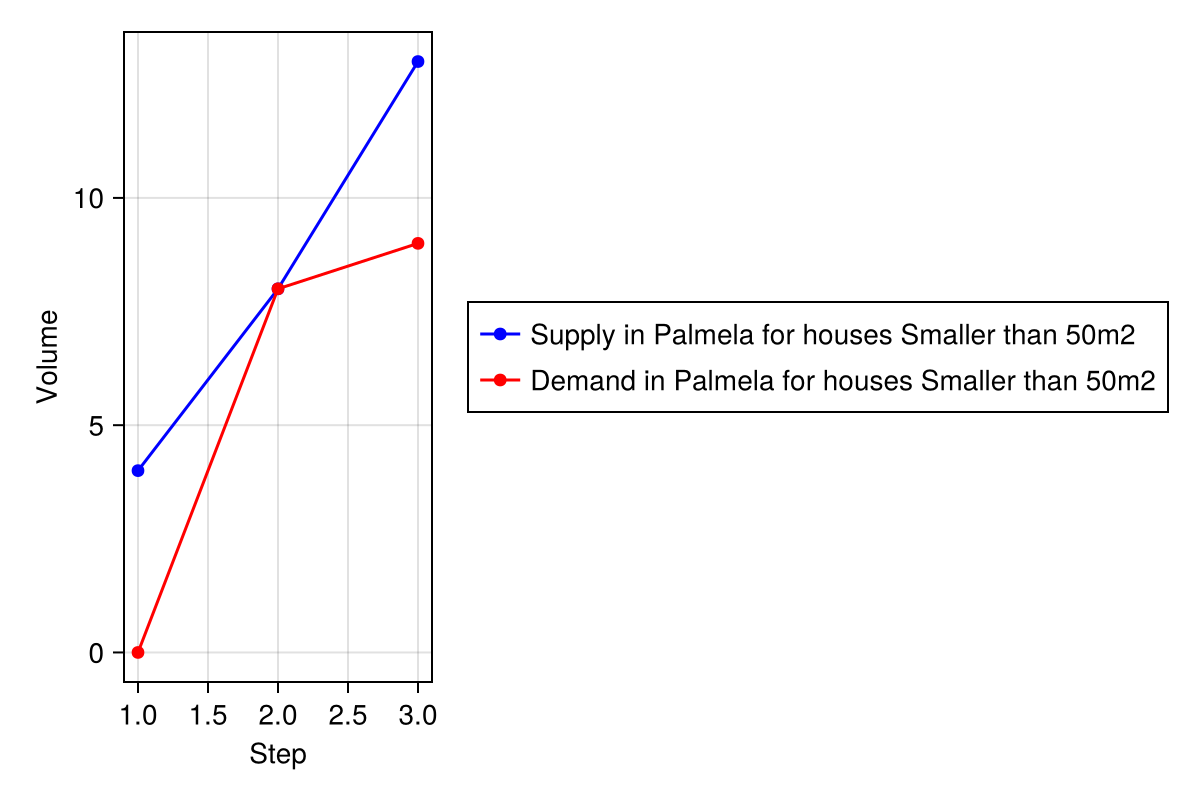 10
5
0
Volume
1.0 1.5 2.0 2.5 3.0
Step
Supply in Palmela for houses Smaller than 50m2
Demand in Palmela for houses Smaller than 50m2